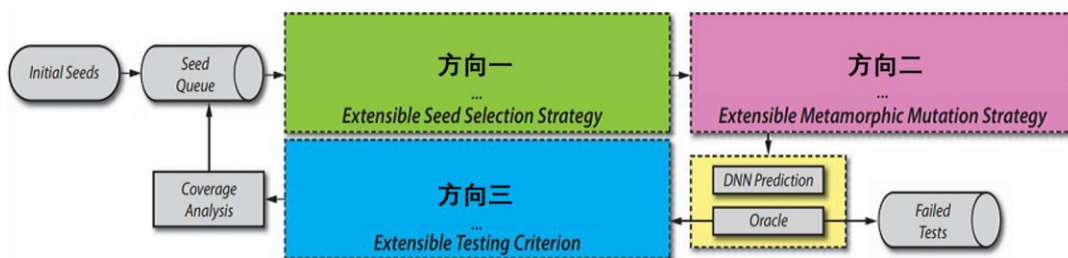 Initial Seeds
Seed
Queue
方向一
...
Extensible Seed Selection Strategy
方向二
...
Extensible Metamorphic Mutation Strategy
Coverage
Analysis
方向三
...
Extensible Testing Criterion
DNN Prediction
Oracle
Failed
Tests